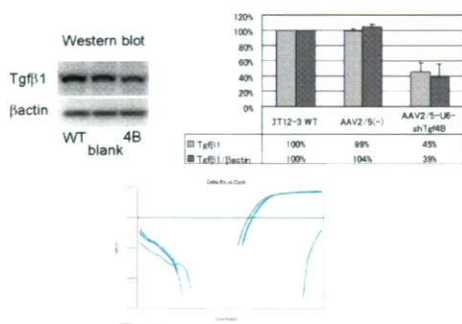 Western blot
Tgfβ1
βactin
WT
4B
blank
120%
100%
80%
60%
40%
20%
0%
JT12-3 WT
AAV2/5(-)
AAV2/5-U6-
shTgf4B
Tgfβ1
100%
99%
45%
Tgfβ1/βactin
100%
104%
39%